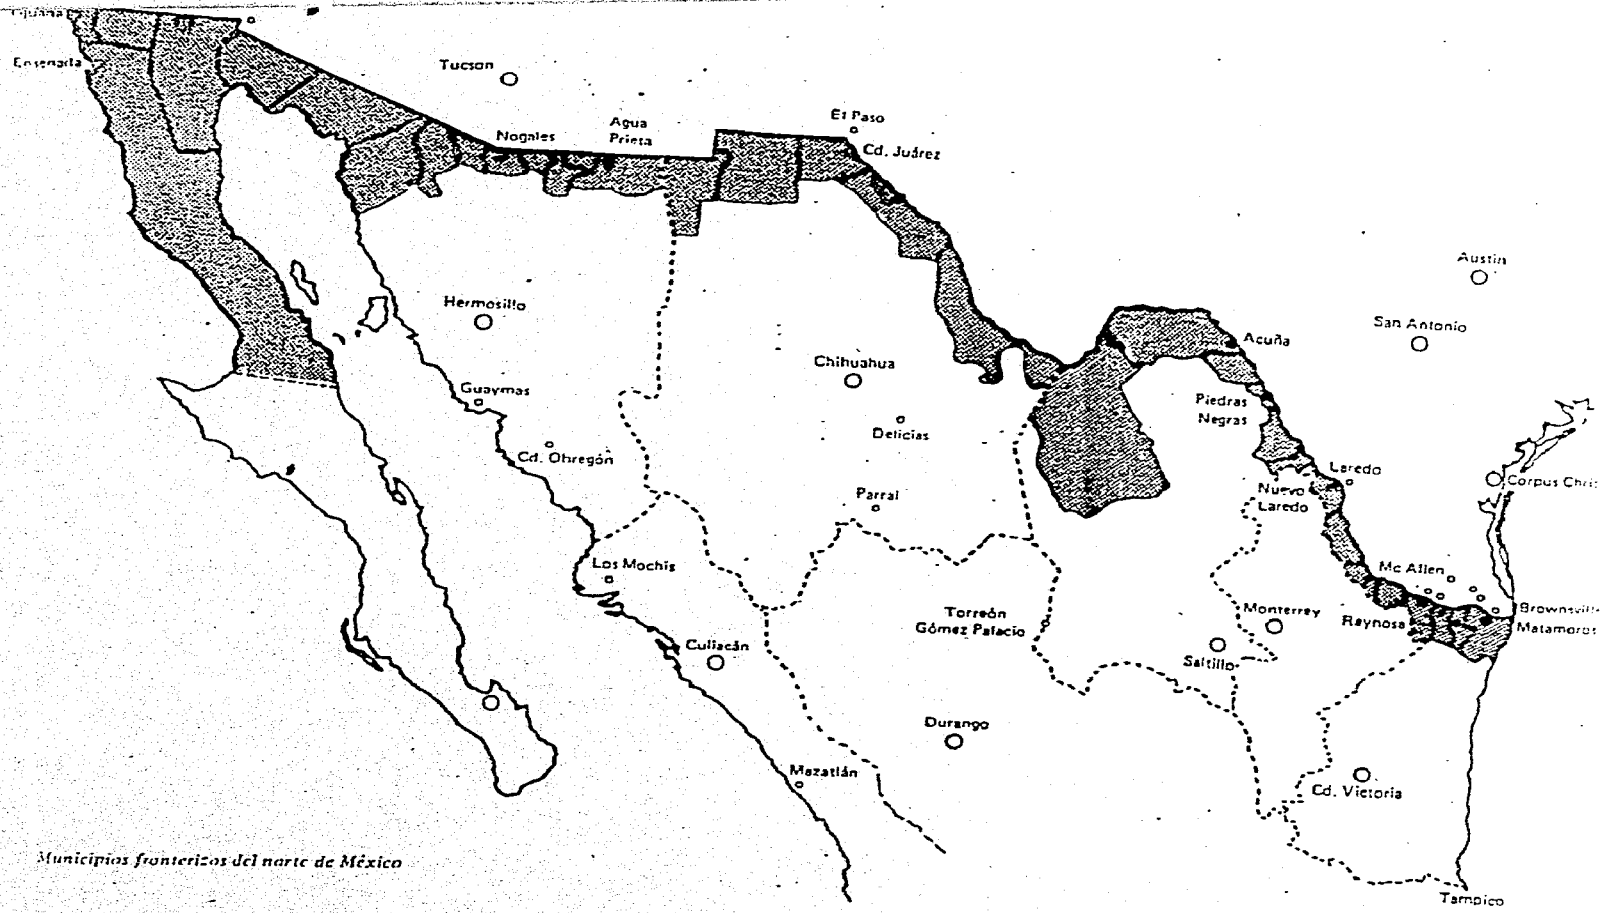 Tijuana
Ensenada
Tucson
Nogales
Agua
Prieta
El Paso
Cd. Juárez
Austin
San Antonio
Hermosillo
Acuña
Chihuahua
Guaymas
Piedras
Negras
Delicias
Cd. Obregón
Laredo
Parral
Nuevo
Laredo
Corpus Chris
Los Mochis
Mc Allen
Torreón
Gómez Palacio
Monterrey
Reynosa
Brownsvill
Matamoros
Culiacán
Saltillo
Durango
Mazatlán
Cd. Victoria
Municipios fronterizos del norte de México
Tampico